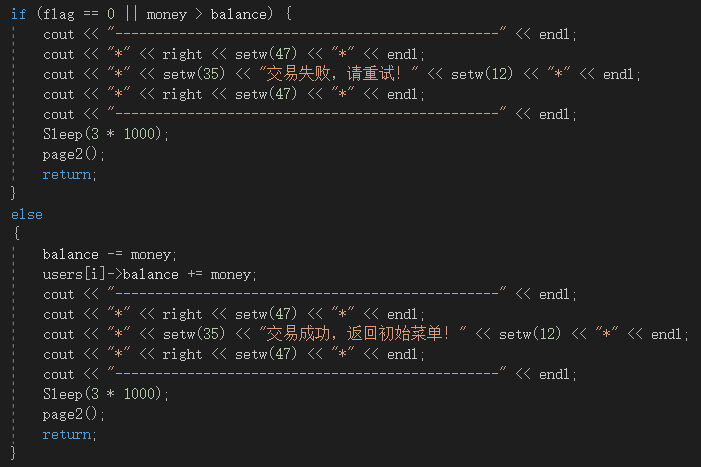 if (flag == 0 || money > balance) {
cout << "------------------------------------------------" << endl;
cout << "*" << right << setw(47) << "*" << endl;
cout << "*" << setw(35) << "交易失败，请重试！" << setw(12) << "*" << endl;
cout << "*" << right << setw(47) << "*" << endl;
cout << "------------------------------------------------" << endl;
Sleep(3 * 1000);
page2();
return;
}
else
{
balance -= money;
users[i]->balance += money;
cout << "------------------------------------------------" << endl;
cout << "*" << right << setw(47) << "*" << endl;
cout << "*" << setw(35) << "交易成功，返回初始菜单！" << setw(12) << "*" << endl;
cout << "*" << right << setw(47) << "*" << endl;
cout << "------------------------------------------------" << endl;
Sleep(3 * 1000);
page2();
return;
}